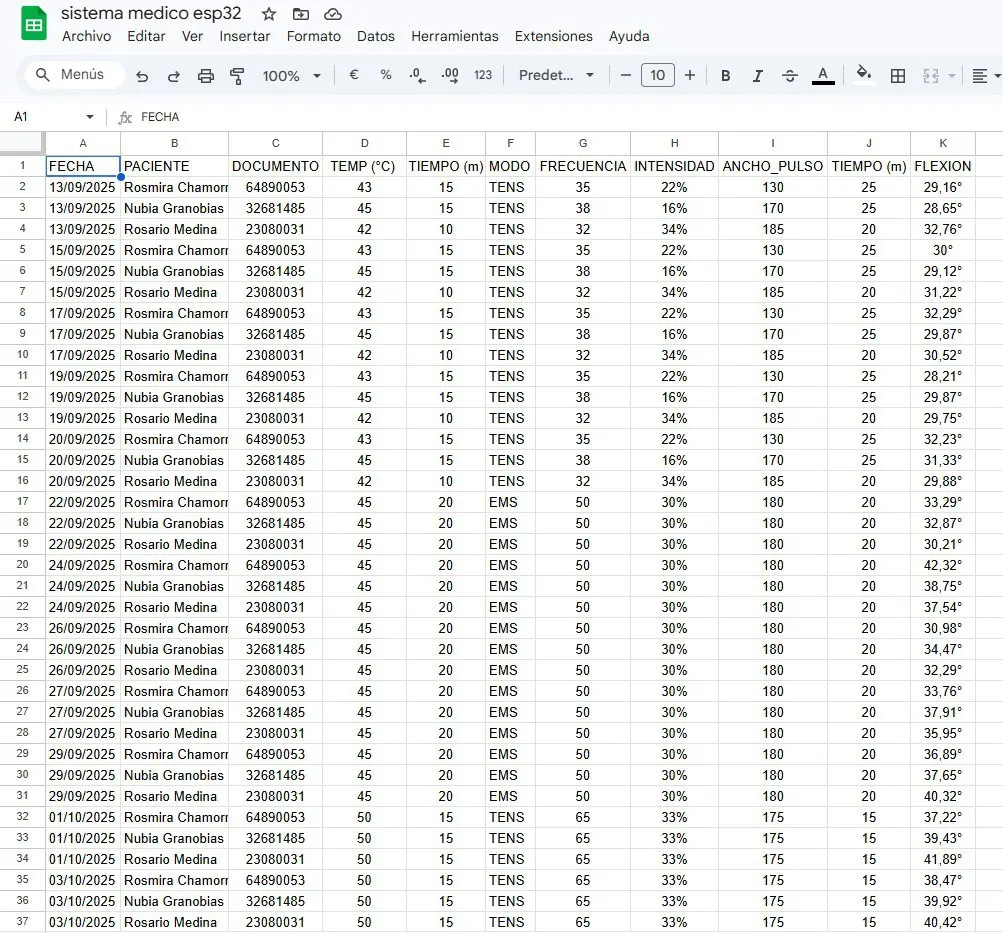 sistema medico esp32
Archivo Editar Ver Insertar Formato Datos Herramientas Extensiones Ayuda
Menús 100% € % .0 .00 123 Predet... − 10 + B I S A
A1 fx FECHA
A B C D E F G H I J K
1 FECHA PACIENTE DOCUMENTO TEMP (°C) TIEMPO (m) MODO FRECUENCIA INTENSIDAD ANCHO_PULSO TIEMPO (m) FLEXION
2 13/09/2025 Rosmira Chamorr 64890053 43 15 TENS 35 22% 130 25 29,16°
3 13/09/2025 Nubia Granobias 32681485 45 15 TENS 38 16% 170 25 28,65°
4 13/09/2025 Rosario Medina 23080031 42 10 TENS 32 34% 185 20 32,76°
5 15/09/2025 Rosmira Chamorr 64890053 43 15 TENS 35 22% 130 25 30°
6 15/09/2025 Nubia Granobias 32681485 45 15 TENS 38 16% 170 25 29,12°
7 15/09/2025 Rosario Medina 23080031 42 10 TENS 32 34% 185 20 31,22°
8 17/09/2025 Rosmira Chamorr 64890053 43 15 TENS 35 22% 130 25 32,29°
9 17/09/2025 Nubia Granobias 32681485 45 15 TENS 38 16% 170 25 29,87°
10 17/09/2025 Rosario Medina 23080031 42 10 TENS 32 34% 185 20 30,52°
11 19/09/2025 Rosmira Chamorr 64890053 43 15 TENS 35 22% 130 25 28,21°
12 19/09/2025 Nubia Granobias 32681485 45 15 TENS 38 16% 170 25 29,87°
13 19/09/2025 Rosario Medina 23080031 42 10 TENS 32 34% 185 20 29,75°
14 20/09/2025 Rosmira Chamorr 64890053 43 15 TENS 35 22% 130 25 32,23°
15 20/09/2025 Nubia Granobias 32681485 45 15 TENS 38 16% 170 25 31,33°
16 20/09/2025 Rosario Medina 23080031 42 10 TENS 32 34% 185 20 29,88°
17 22/09/2025 Rosmira Chamorr 64890053 45 20 EMS 50 30% 180 20 33,29°
18 22/09/2025 Nubia Granobias 32681485 45 20 EMS 50 30% 180 20 32,87°
19 22/09/2025 Rosario Medina 23080031 45 20 EMS 50 30% 180 20 30,21°
20 24/09/2025 Rosmira Chamorr 64890053 45 20 EMS 50 30% 180 20 42,32°
21 24/09/2025 Nubia Granobias 32681485 45 20 EMS 50 30% 180 20 38,75°
22 24/09/2025 Rosario Medina 23080031 45 20 EMS 50 30% 180 20 37,54°
23 26/09/2025 Rosmira Chamorr 64890053 45 20 EMS 50 30% 180 20 30,98°
24 26/09/2025 Nubia Granobias 32681485 45 20 EMS 50 30% 180 20 34,47°
25 26/09/2025 Rosario Medina 23080031 45 20 EMS 50 30% 180 20 32,29°
26 27/09/2025 Rosmira Chamorr 64890053 45 20 EMS 50 30% 180 20 33,76°
27 27/09/2025 Nubia Granobias 32681485 45 20 EMS 50 30% 180 20 37,91°
28 27/09/2025 Rosario Medina 23080031 45 20 EMS 50 30% 180 20 35,95°
29 29/09/2025 Rosmira Chamorr 64890053 45 20 EMS 50 30% 180 20 36,89°
30 29/09/2025 Nubia Granobias 32681485 45 20 EMS 50 30% 180 20 37,65°
31 29/09/2025 Rosario Medina 23080031 45 20 EMS 50 30% 180 20 40,32°
32 01/10/2025 Rosmira Chamorr 64890053 50 15 TENS 65 33% 175 15 37,22°
33 01/10/2025 Nubia Granobias 32681485 50 15 TENS 65 33% 175 15 39,43°
34 01/10/2025 Rosario Medina 23080031 50 15 TENS 65 33% 175 15 41,89°
35 03/10/2025 Rosmira Chamorr 64890053 50 15 TENS 65 33% 175 15 38,47°
36 03/10/2025 Nubia Granobias 32681485 50 15 TENS 65 33% 175 15 39,92°
37 03/10/2025 Rosario Medina 23080031 50 15 TENS 65 33% 175 15 40,42°